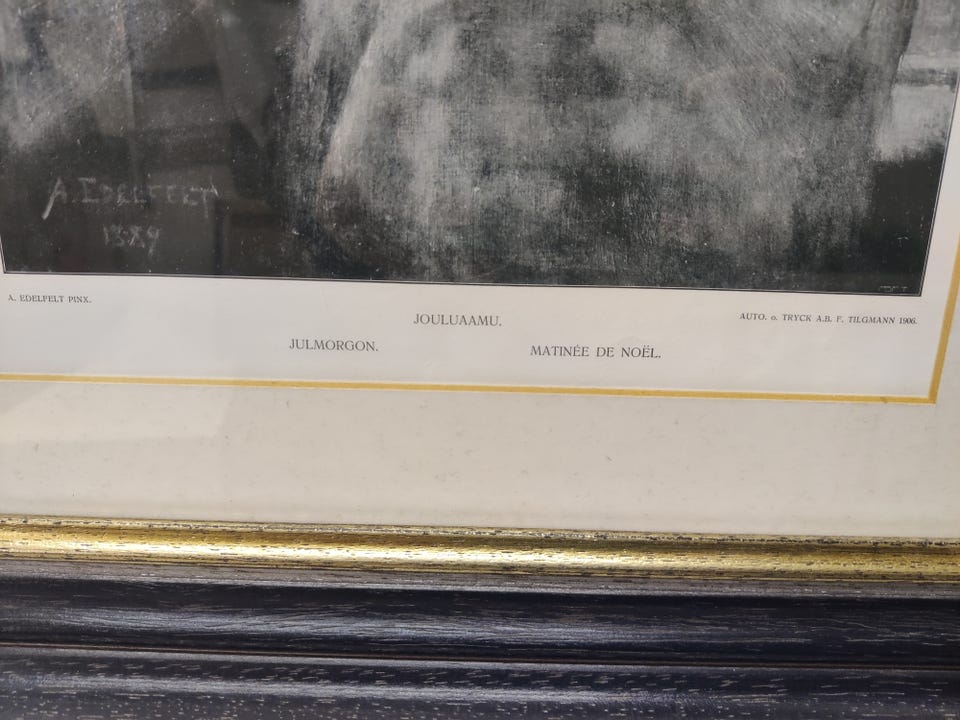 A. EDELFELT
1889
A. EDELFELT PINX.
AUTO. o. TRYCK A.B. F. TILGMANN 1906.
JOULUAAMU.
JULMORGON.
MATINÉE DE NOËL.